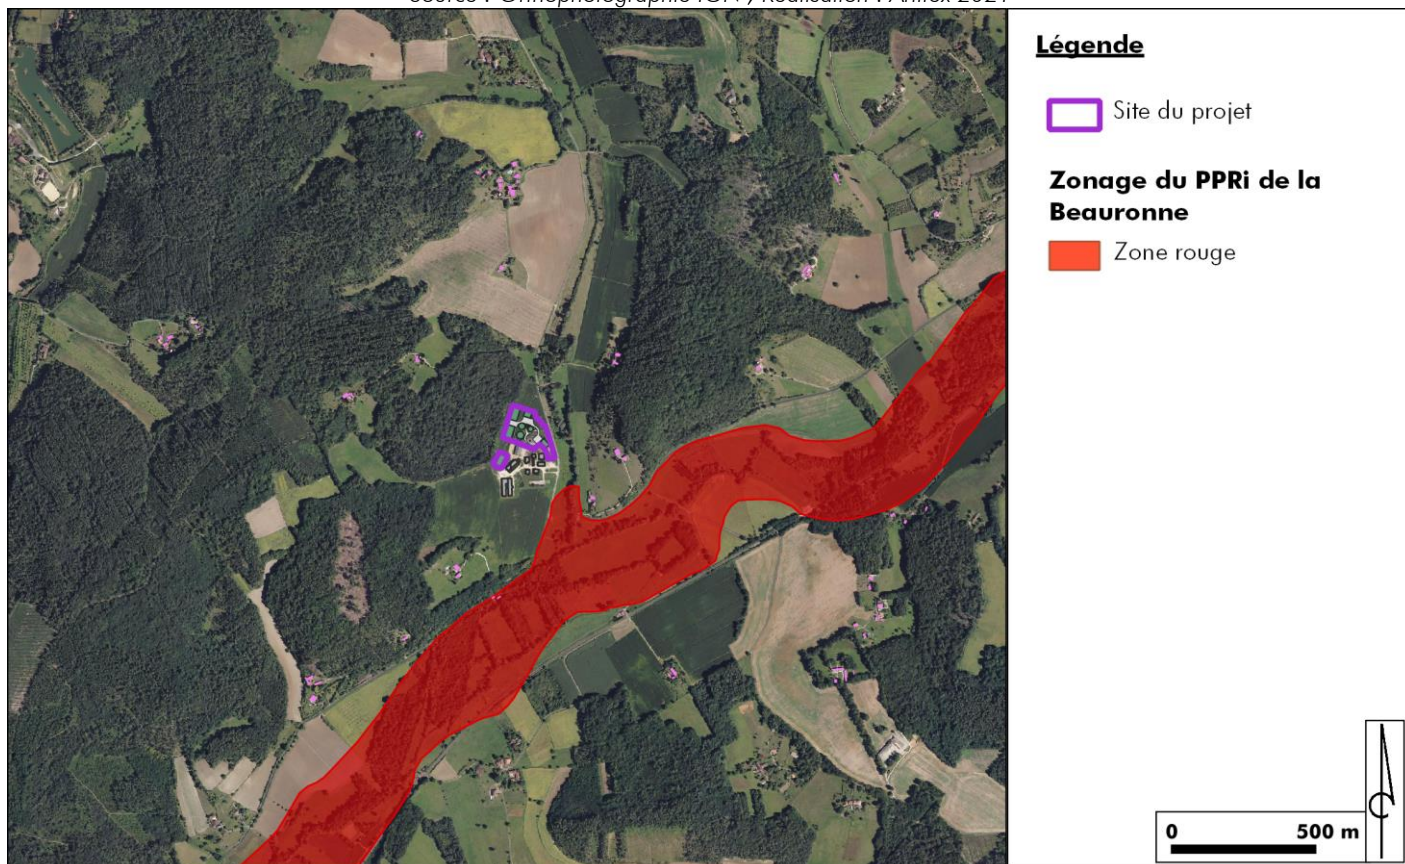 Légende
Site du projet
Zonage du PPRi de la
Beauronne
Zone rouge
0 500 m